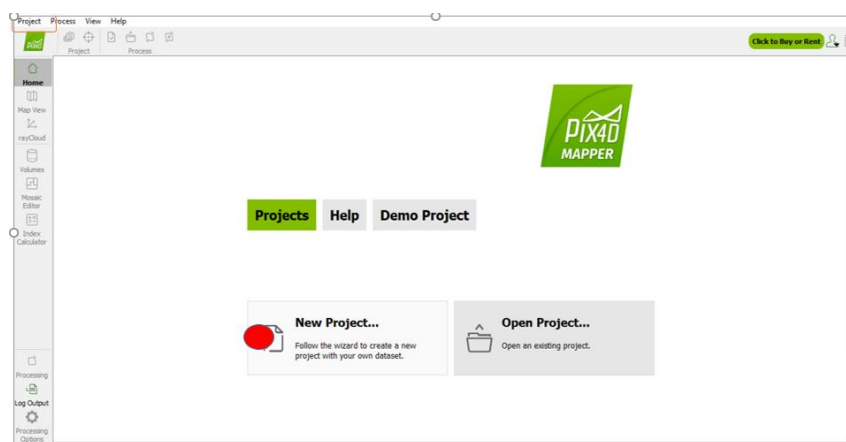 Project Process View Help
Project
Process
Click to Buy or Rent
Home
Map View
rayCloud
Volumes
Mosaic
Editor
Index
Calculator
PIX4D
MAPPER
Projects Help Demo Project
New Project...
Follow the wizard to create a new
project with your own dataset.
Open Project...
Open an existing project.
Processing
Log Output
Processing
Options